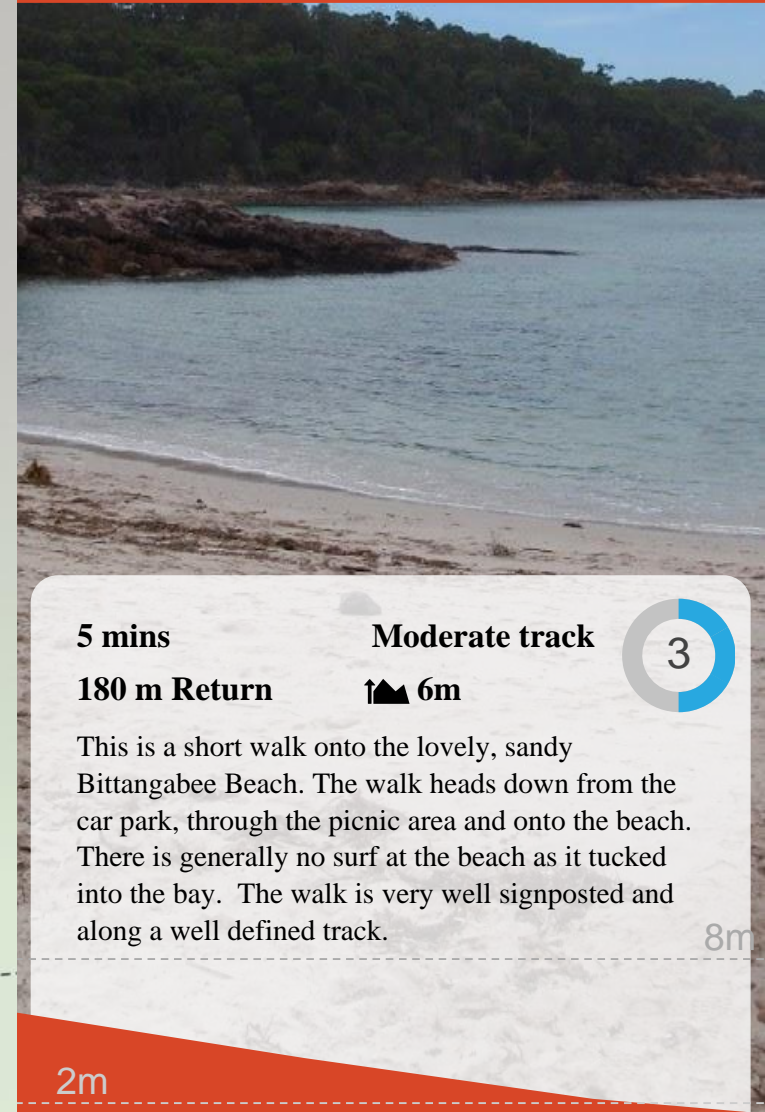 5 mins Moderate track 3
180 m Return 6m
This is a short walk onto the lovely, sandy
Bittangabee Beach. The walk heads down from the
car park, through the picnic area and onto the beach.
There is generally no surf at the beach as it tucked
into the bay.  The walk is very well signposted and
along a well defined track.
8m
2m